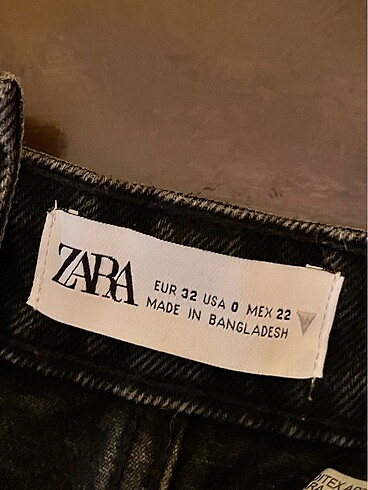 ZARA
EUR 32 USA 0 MEX 22
MADE IN BANGLADESH